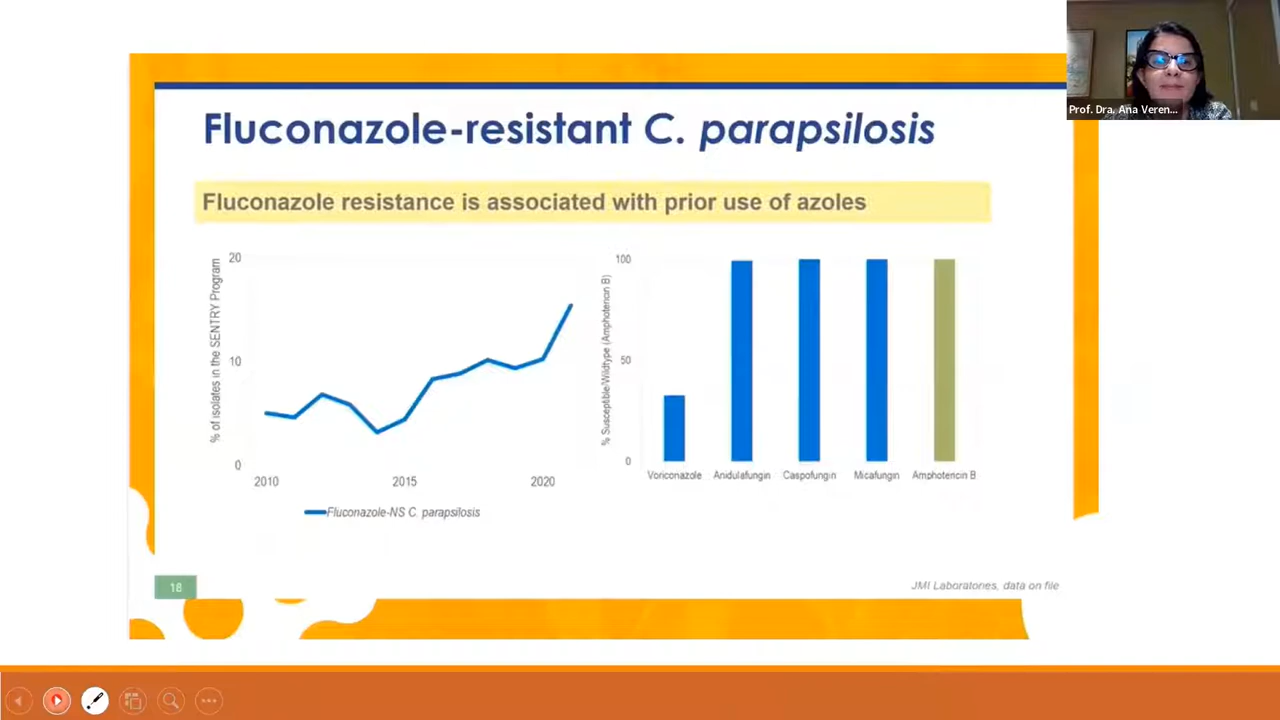 Prof. Dra. Ana Veren...
Fluconazole-resistant C. parapsilosis
Fluconazole resistance is associated with prior use of azoles
% of isolates in the SENTRY Program
20
10
0
2010
2015
2020
Fluconazole-NS C. parapsilosis
% Susceptible/Wildtype (Amphotericin B)
100
50
0
Voriconazole
Anidulafungin
Caspofungin
Micafungin
Amphotericin B
18
JMI Laboratories, data on file